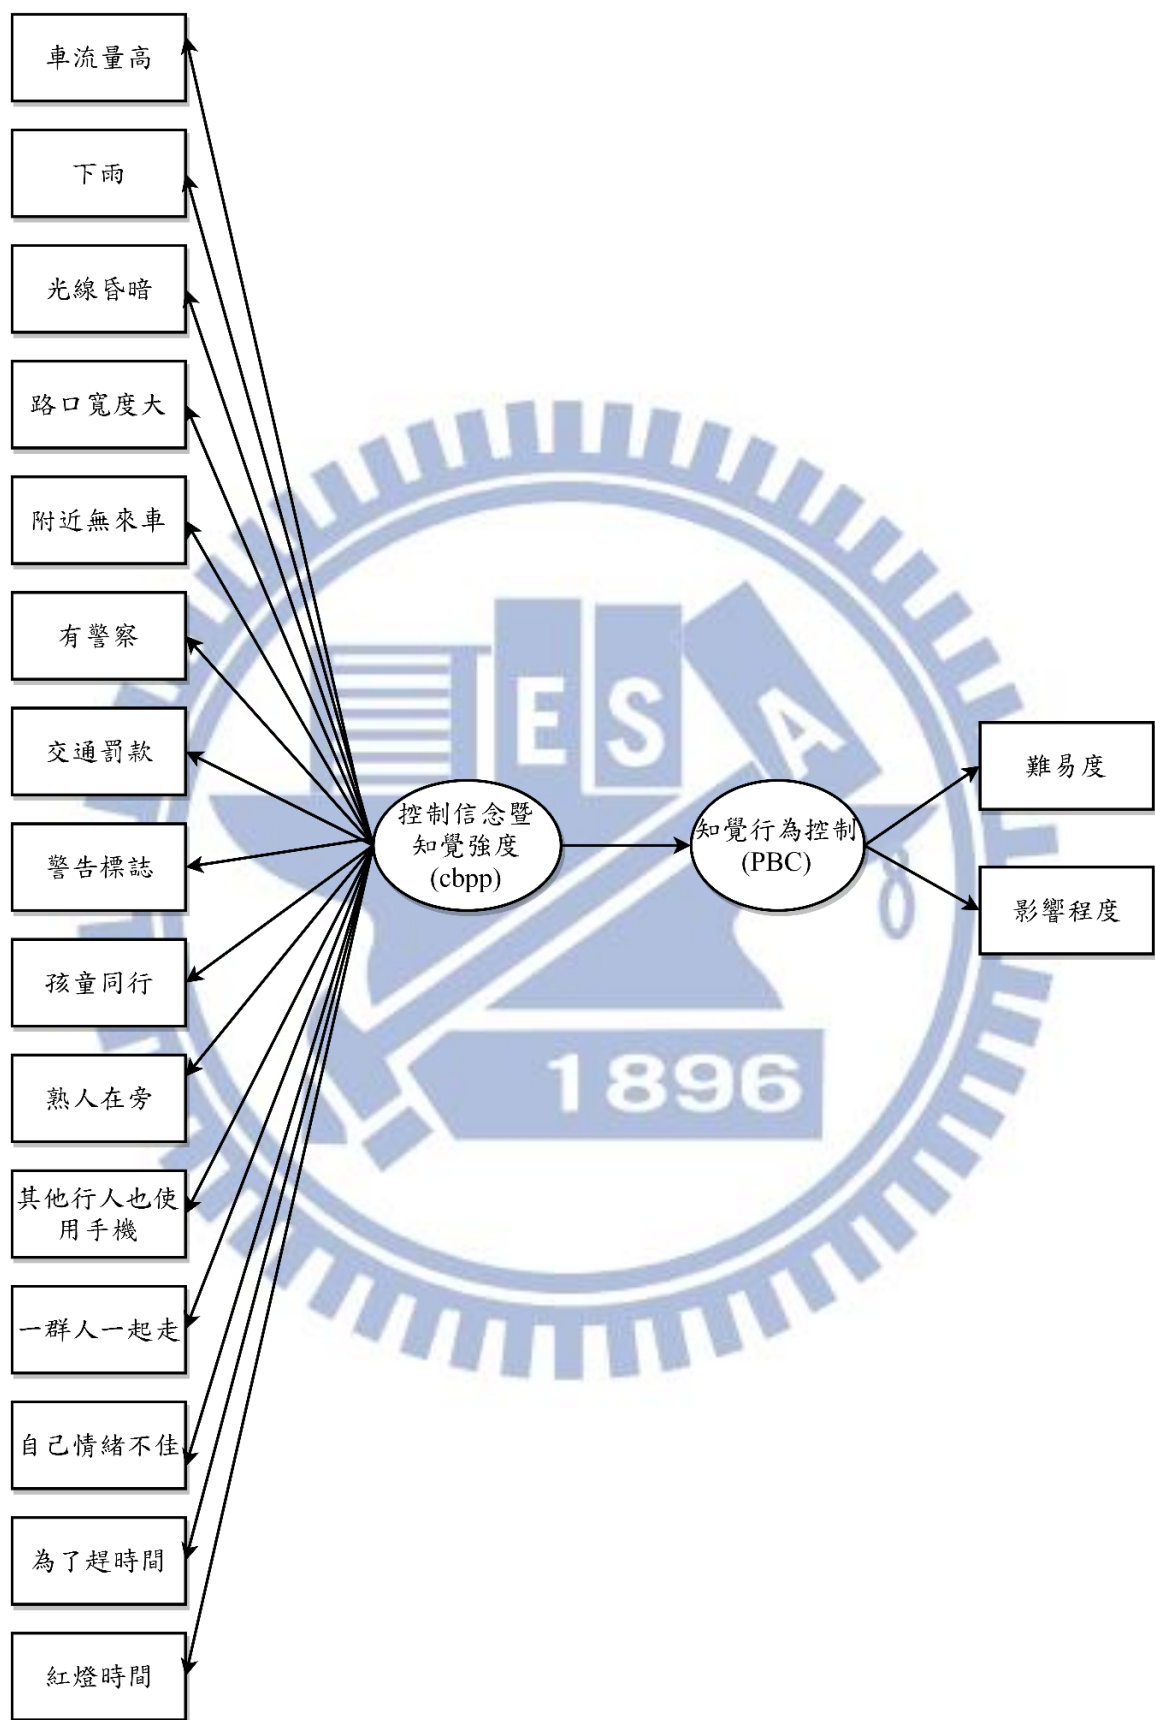 車流量高
下雨
光線昏暗
路口寬度大
附近無來車
有警察
交通罰款
警告標誌
孩童同行
熟人在旁
其他行人也使
用手機
一群人一起走
自己情緒不佳
為了趕時間
紅燈時間
控制信念暨
知覺強度
(cbpp)
知覺行為控制
(PBC)
難易度
影響程度
E S A
1896